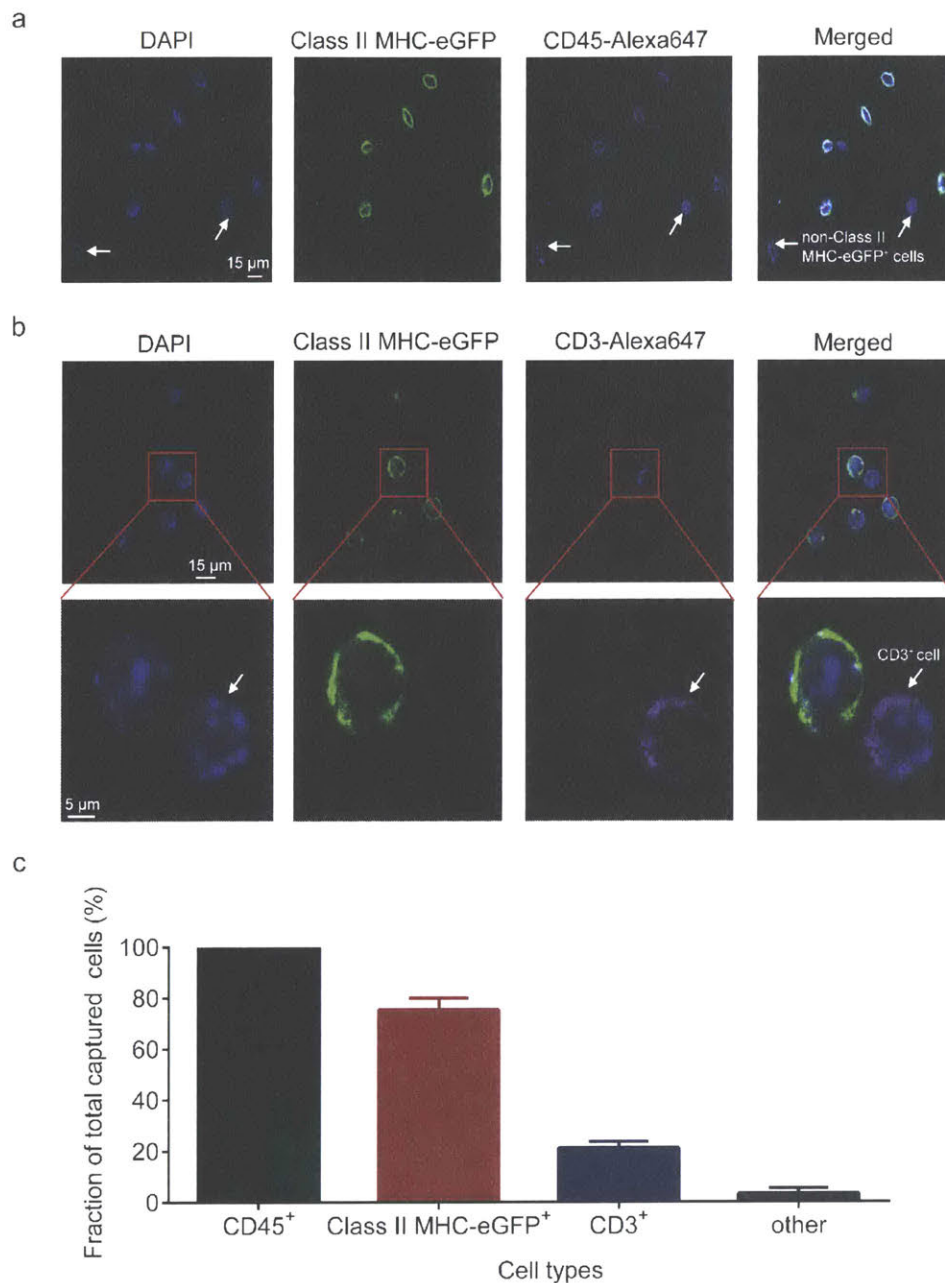 a
DAPI
Class II MHC-eGFP
CD45-Alexa647
Merged
15 µm
non-Class II
MHC-eGFP⁺ cells
b
DAPI
Class II MHC-eGFP
CD3-Alexa647
Merged
15 µm
5 µm
CD3⁺ cell
c
Fraction of total captured cells (%)
100
80
60
40
20
0
CD45⁺
Class II MHC-eGFP⁺
CD3⁺
other
Cell types